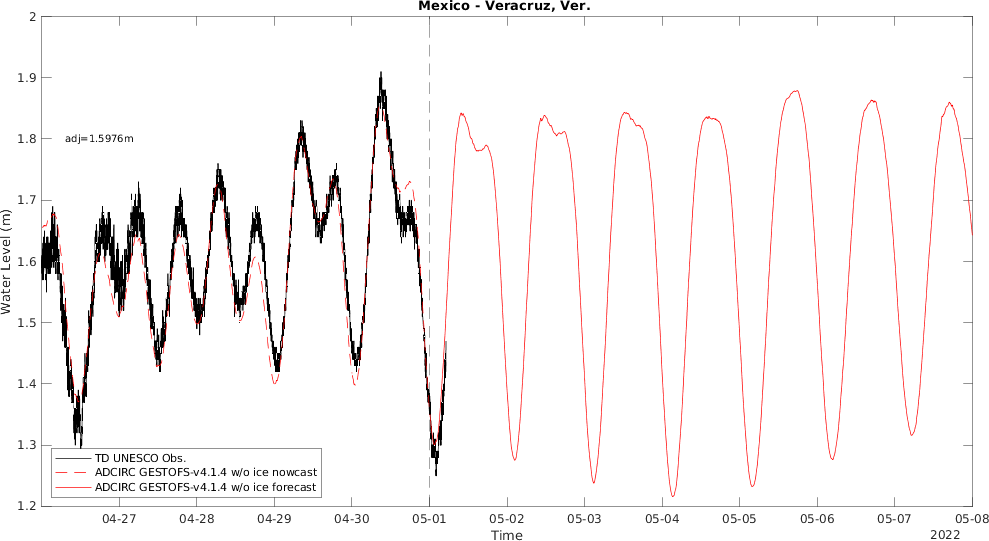 Mexico - Veracruz, Ver.
2
1.9
1.8
1.7
1.6
1.5
1.4
1.3
1.2
Water Level (m)
adj=1.5976m
TD UNESCO Obs.
ADCIRC GESTOFS-v4.1.4 w/o ice nowcast
ADCIRC GESTOFS-v4.1.4 w/o ice forecast
04-27 04-28 04-29 04-30 05-01 05-02 05-03 05-04 05-05 05-06 05-07 05-08
Time
2022